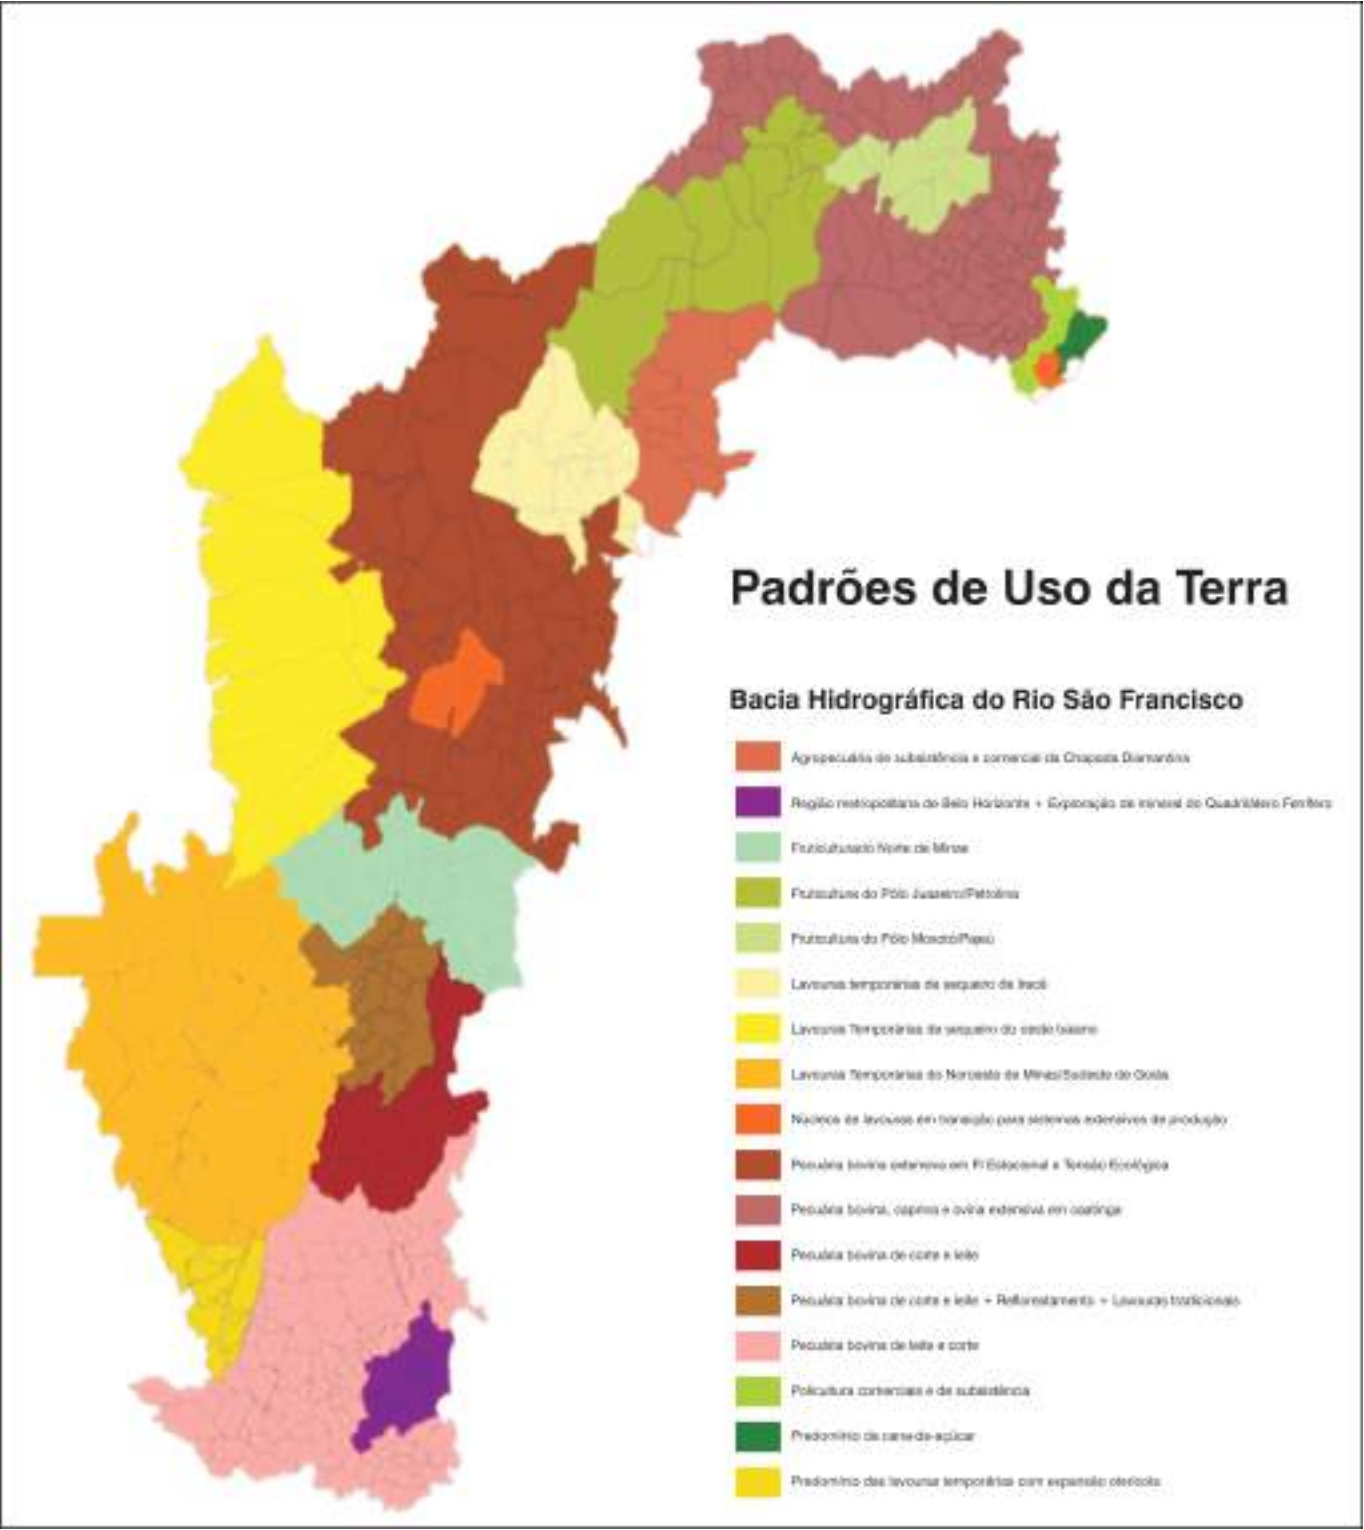 Padrões de Uso da Terra
Bacia Hidrográfica do Rio São Francisco
Agropecuária de subsistência e comercial da Chapada Diamantina
Região metropolitana de Belo Horizonte + Exploração de mineral do Quadrilátero Ferrífero
Fruticulturado Norte de Minas
Fruticultura do Pólo Juazeiro/Petrolina
Fruticultura do Pólo Moxotó/Pajeú
Lavouras temporárias de sequeiro de Irecê
Lavouras Temporárias de sequeiro do oeste baiano
Lavouras Temporárias do Noroeste de Minas/Sudeste de Goiás
Núcleos de lavouras em transição para sistemas extensivos de produção
Pecuária bovina extensiva em Fl Estacional e Tensão Ecológica
Pecuária bovina, caprina e ovina extensiva em caatinga
Pecuária bovina de corte e leite
Pecuária bovina de corte e leite + Reflorestamento + Lavouras tradicionais
Pecuária bovina de leite e corte
Policultura comerciais e de subsistência
Predomínio da cana-de-açúcar
Predomínio das lavouras temporárias com expansão olerícola